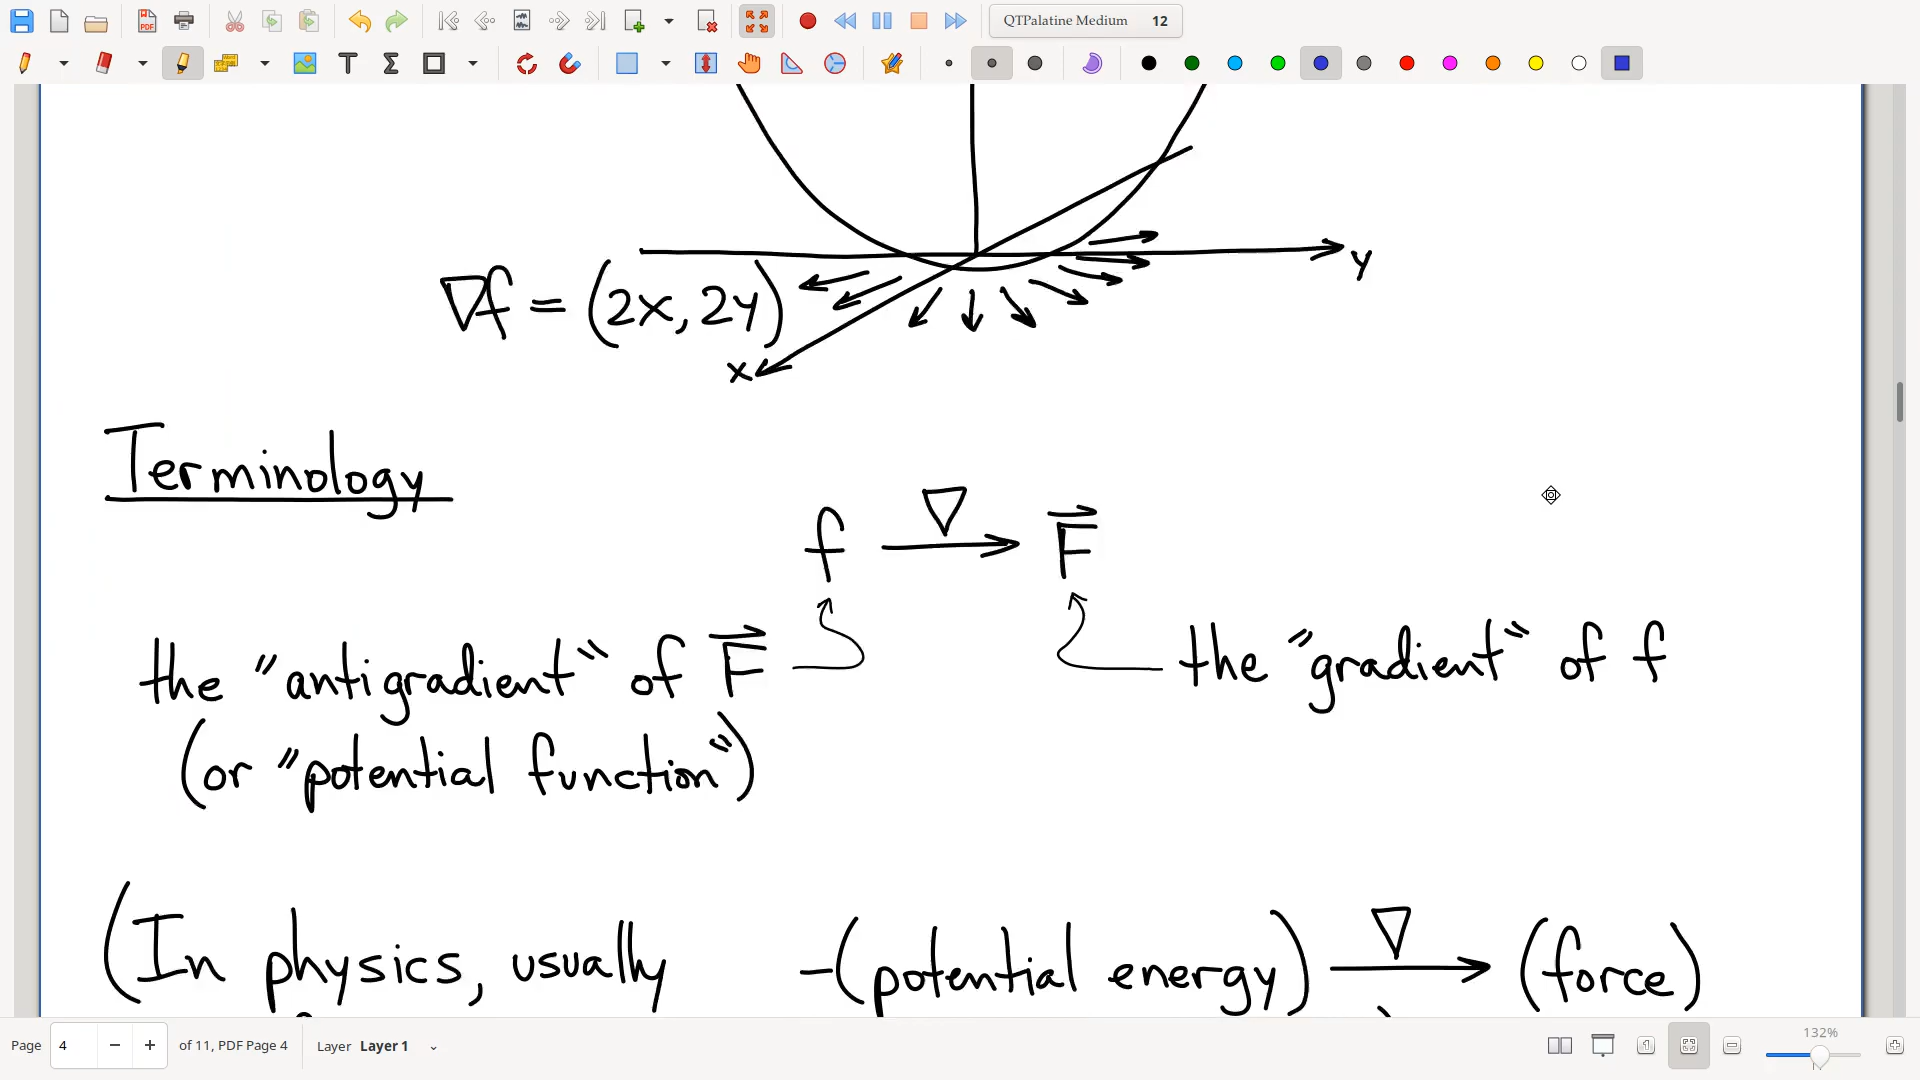 QTPalatine Medium 12
y
∇f = (2x, 2y)
x
Terminology
f ∇ F⃗
the "antigradient" of F⃗
the "gradient" of f
(or "potential function")
(In physics, usually -(potential energy) ∇ (force)
Page 4 of 11, PDF Page 4 Layer Layer 1
132%